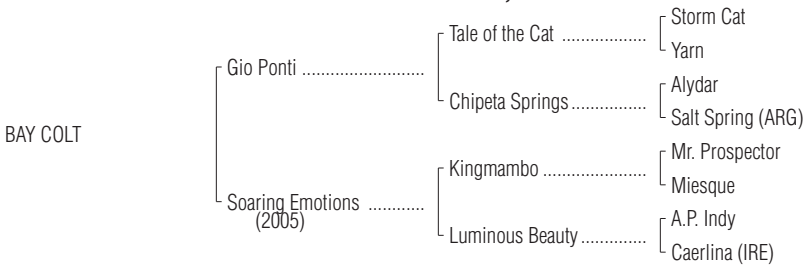 Storm Cat
Tale of the Cat ..................
Yarn
Gio Ponti ..........................
Alydar
Chipeta Springs................
Salt Spring (ARG)
BAY COLT
Mr. Prospector
Kingmambo ......................
Miesque
Soaring Emotions ............
(2005)
A.P. Indy
Luminous Beauty ..............
Caerlina (IRE)